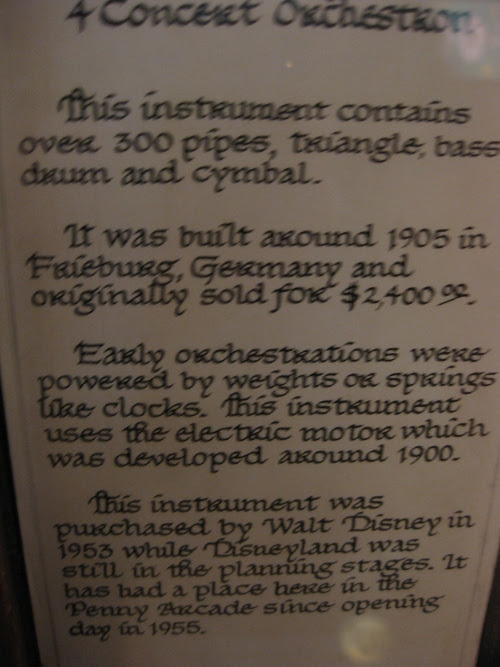 4 Concert Orchestron
This instrument contains
over 300 pipes, triangle, bass
drum and cymbal.
It was built around 1905 in
Frieburg, Germany and
originally sold for $2,400 00.
Early orchestrations were
powered by weights or springs
like clocks. This instrument
uses the electric motor which
was developed around 1900.
This instrument was
purchased by Walt Disney in
1953 while Disneyland was
still in the planning stages. It
has had a place here in the
Penny Arcade since opening
day in 1955.